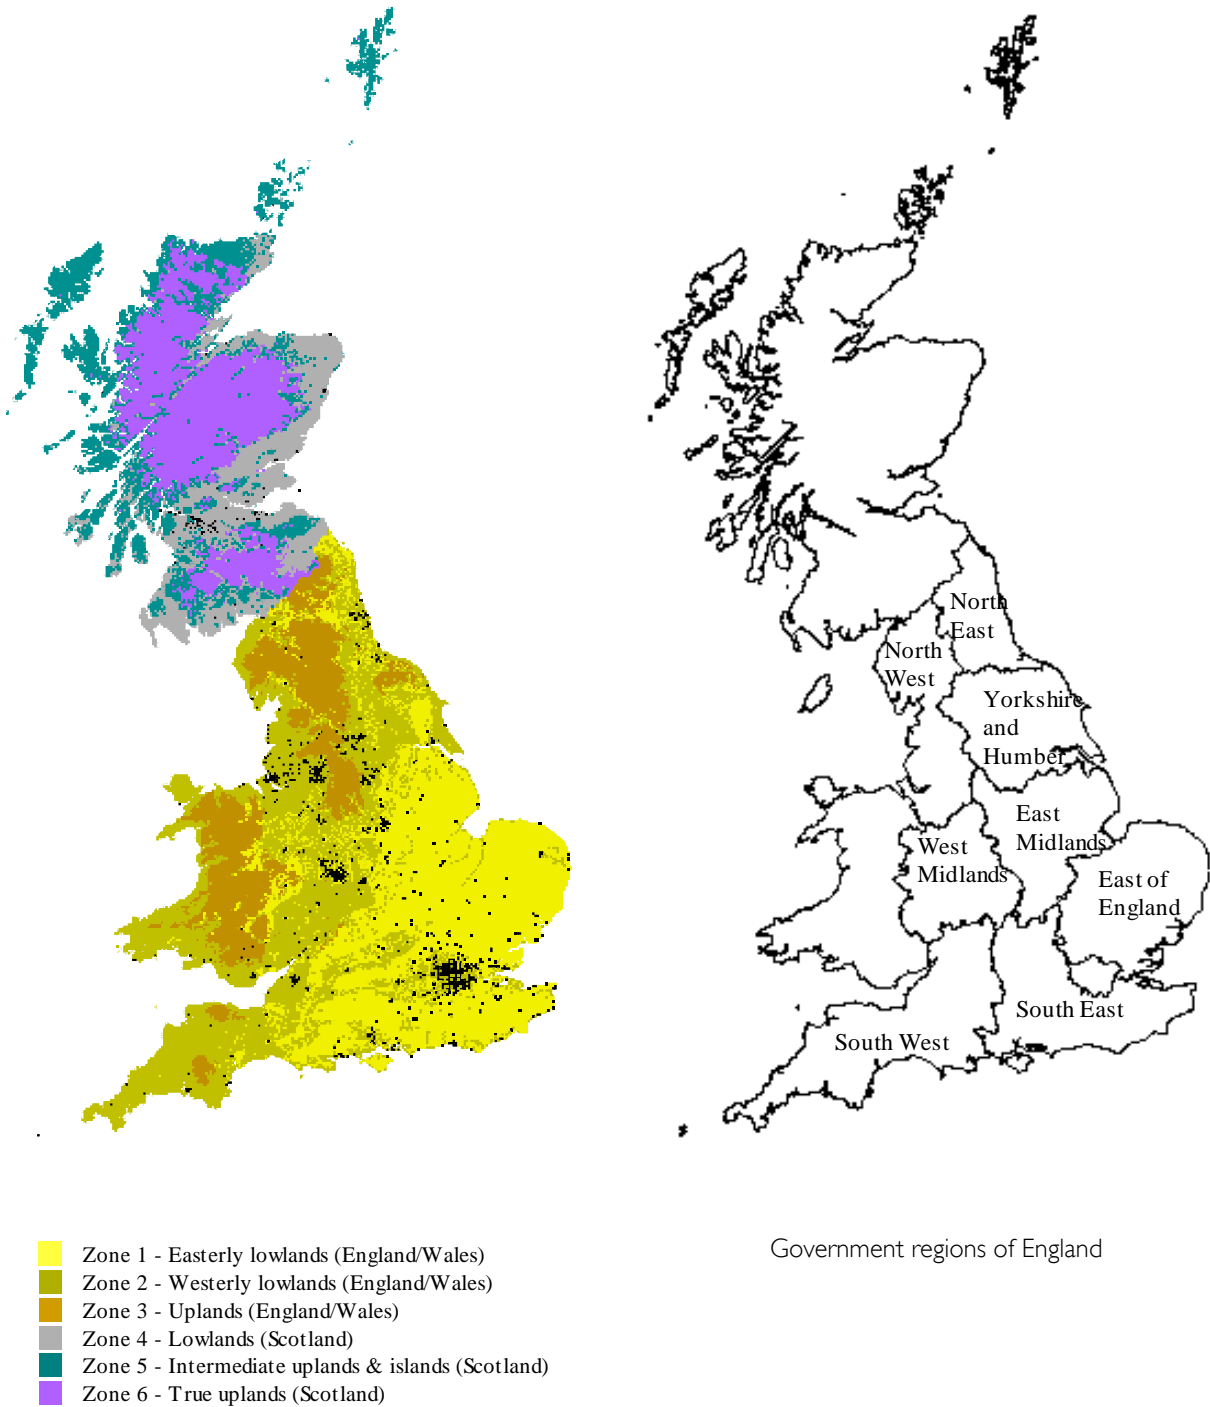 North
East
North
West
Yorkshire
and
Humber
East
Midlands
West
Midlands
East of
England
South East
South West
Government regions of England
Zone 1 - Easterly lowlands (England/Wales)
Zone 2 - Westerly lowlands (England/Wales)
Zone 3 - Uplands (England/Wales)
Zone 4 - Lowlands (Scotland)
Zone 5 - Intermediate uplands & islands (Scotland)
Zone 6 - True uplands (Scotland)